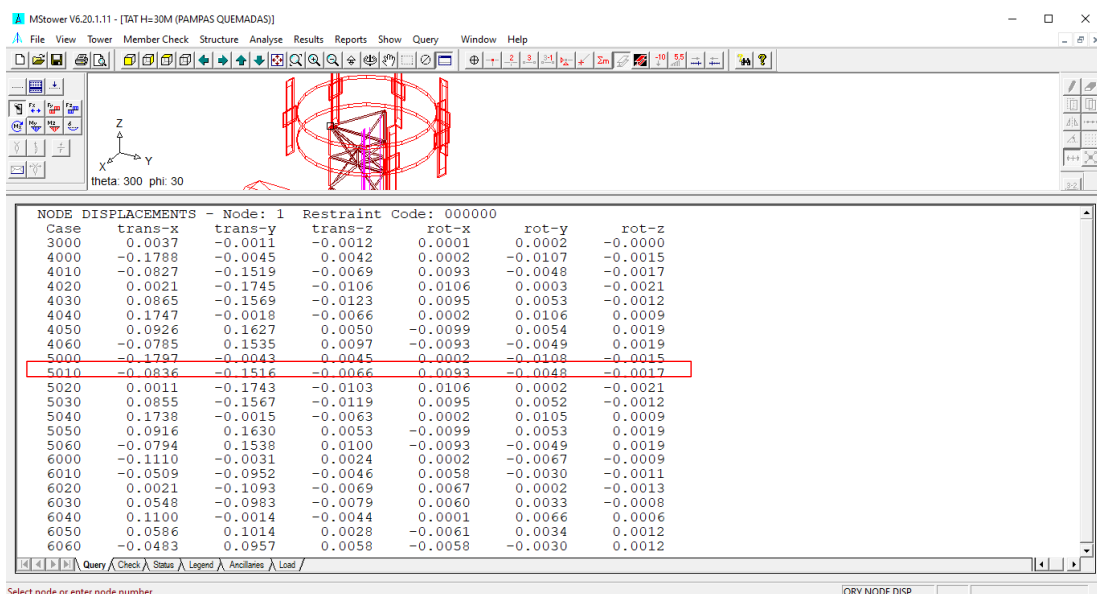 MStower V6.20.1.11 - [TAT H=30M (PAMPAS QUEMADAS)]
File View Tower Member Check Structure Analyse Results Reports Show Query Window Help
Z
Y
X
theta: 300 phi: 30
NODE DISPLACEMENTS - Node: 1 Restraint Code: 000000
Case trans-x trans-y trans-z rot-x rot-y rot-z
3000 0.0037 -0.0011 -0.0012 0.0001 0.0002 -0.0000
4000 -0.1788 -0.0045 0.0042 0.0002 -0.0107 -0.0015
4010 -0.0827 -0.1519 -0.0069 0.0093 -0.0048 -0.0017
4020 0.0021 -0.1745 -0.0106 0.0106 0.0003 -0.0021
4030 0.0865 -0.1569 -0.0123 0.0095 0.0053 -0.0012
4040 0.1747 -0.0018 -0.0066 0.0002 0.0106 0.0009
4050 0.0926 0.1627 0.0050 -0.0099 0.0054 0.0019
4060 -0.0785 0.1535 0.0097 -0.0093 -0.0049 0.0019
5000 -0.1797 -0.0043 0.0045 0.0002 -0.0108 -0.0015
5010 -0.0836 -0.1516 -0.0066 0.0093 -0.0048 -0.0017
5020 0.0011 -0.1743 -0.0103 0.0106 0.0002 -0.0021
5030 0.0855 -0.1567 -0.0119 0.0095 0.0052 -0.0012
5040 0.1738 -0.0015 -0.0063 0.0002 0.0105 0.0009
5050 0.0916 0.1630 0.0053 -0.0099 0.0053 0.0019
5060 -0.0794 0.1538 0.0100 -0.0093 -0.0049 0.0019
6000 -0.1110 -0.0031 0.0024 0.0002 -0.0067 -0.0009
6010 -0.0509 -0.0952 -0.0046 0.0058 -0.0030 -0.0011
6020 0.0021 -0.1093 -0.0069 0.0067 0.0002 -0.0013
6030 0.0548 -0.0983 -0.0079 0.0060 0.0033 -0.0008
6040 0.1100 -0.0014 -0.0044 0.0001 0.0066 0.0006
6050 0.0586 0.1014 0.0028 -0.0061 0.0034 0.0012
6060 -0.0483 0.0957 0.0058 -0.0058 -0.0030 0.0012
Query Check Status Legend Ancillaries Load
Select node or enter node number QRY NODE DISP